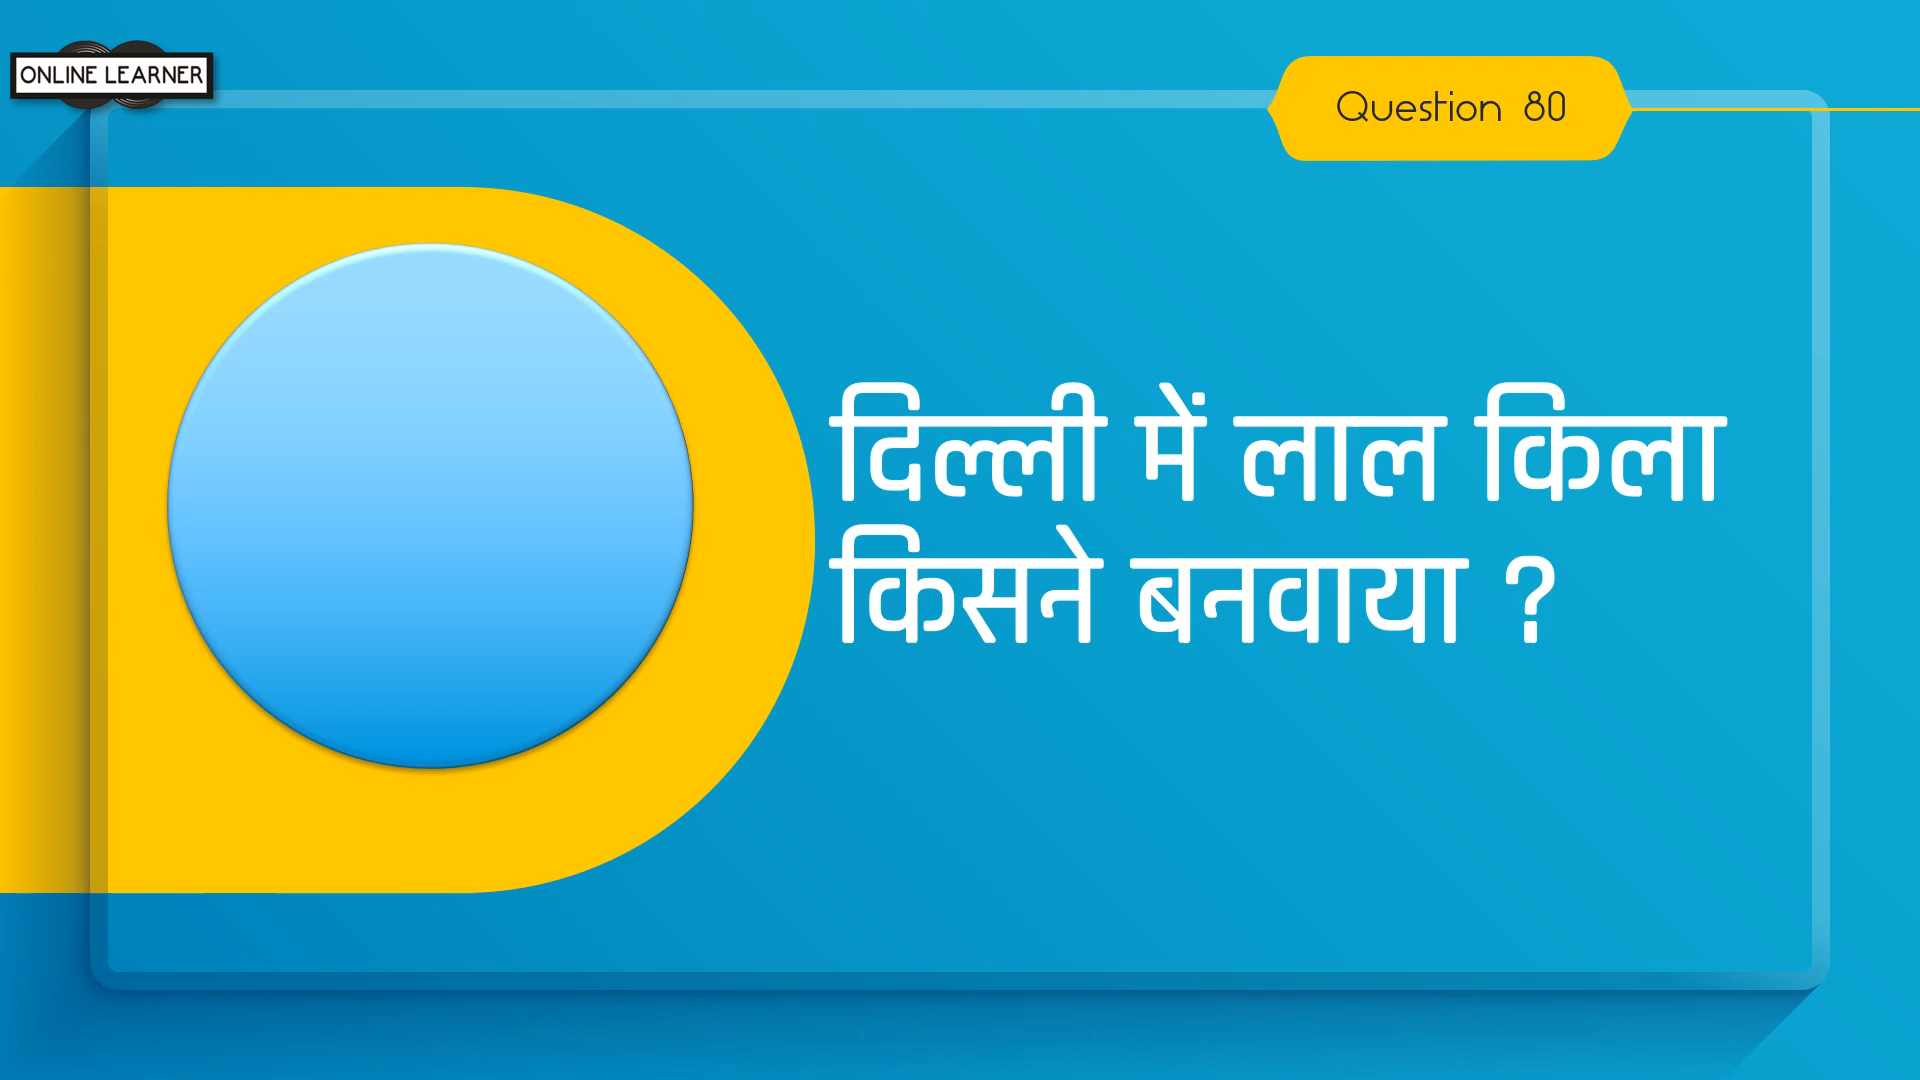 ONLINE LEARNER
Question 80
दिल्ली में लाल किला
किसने बनवाया ?